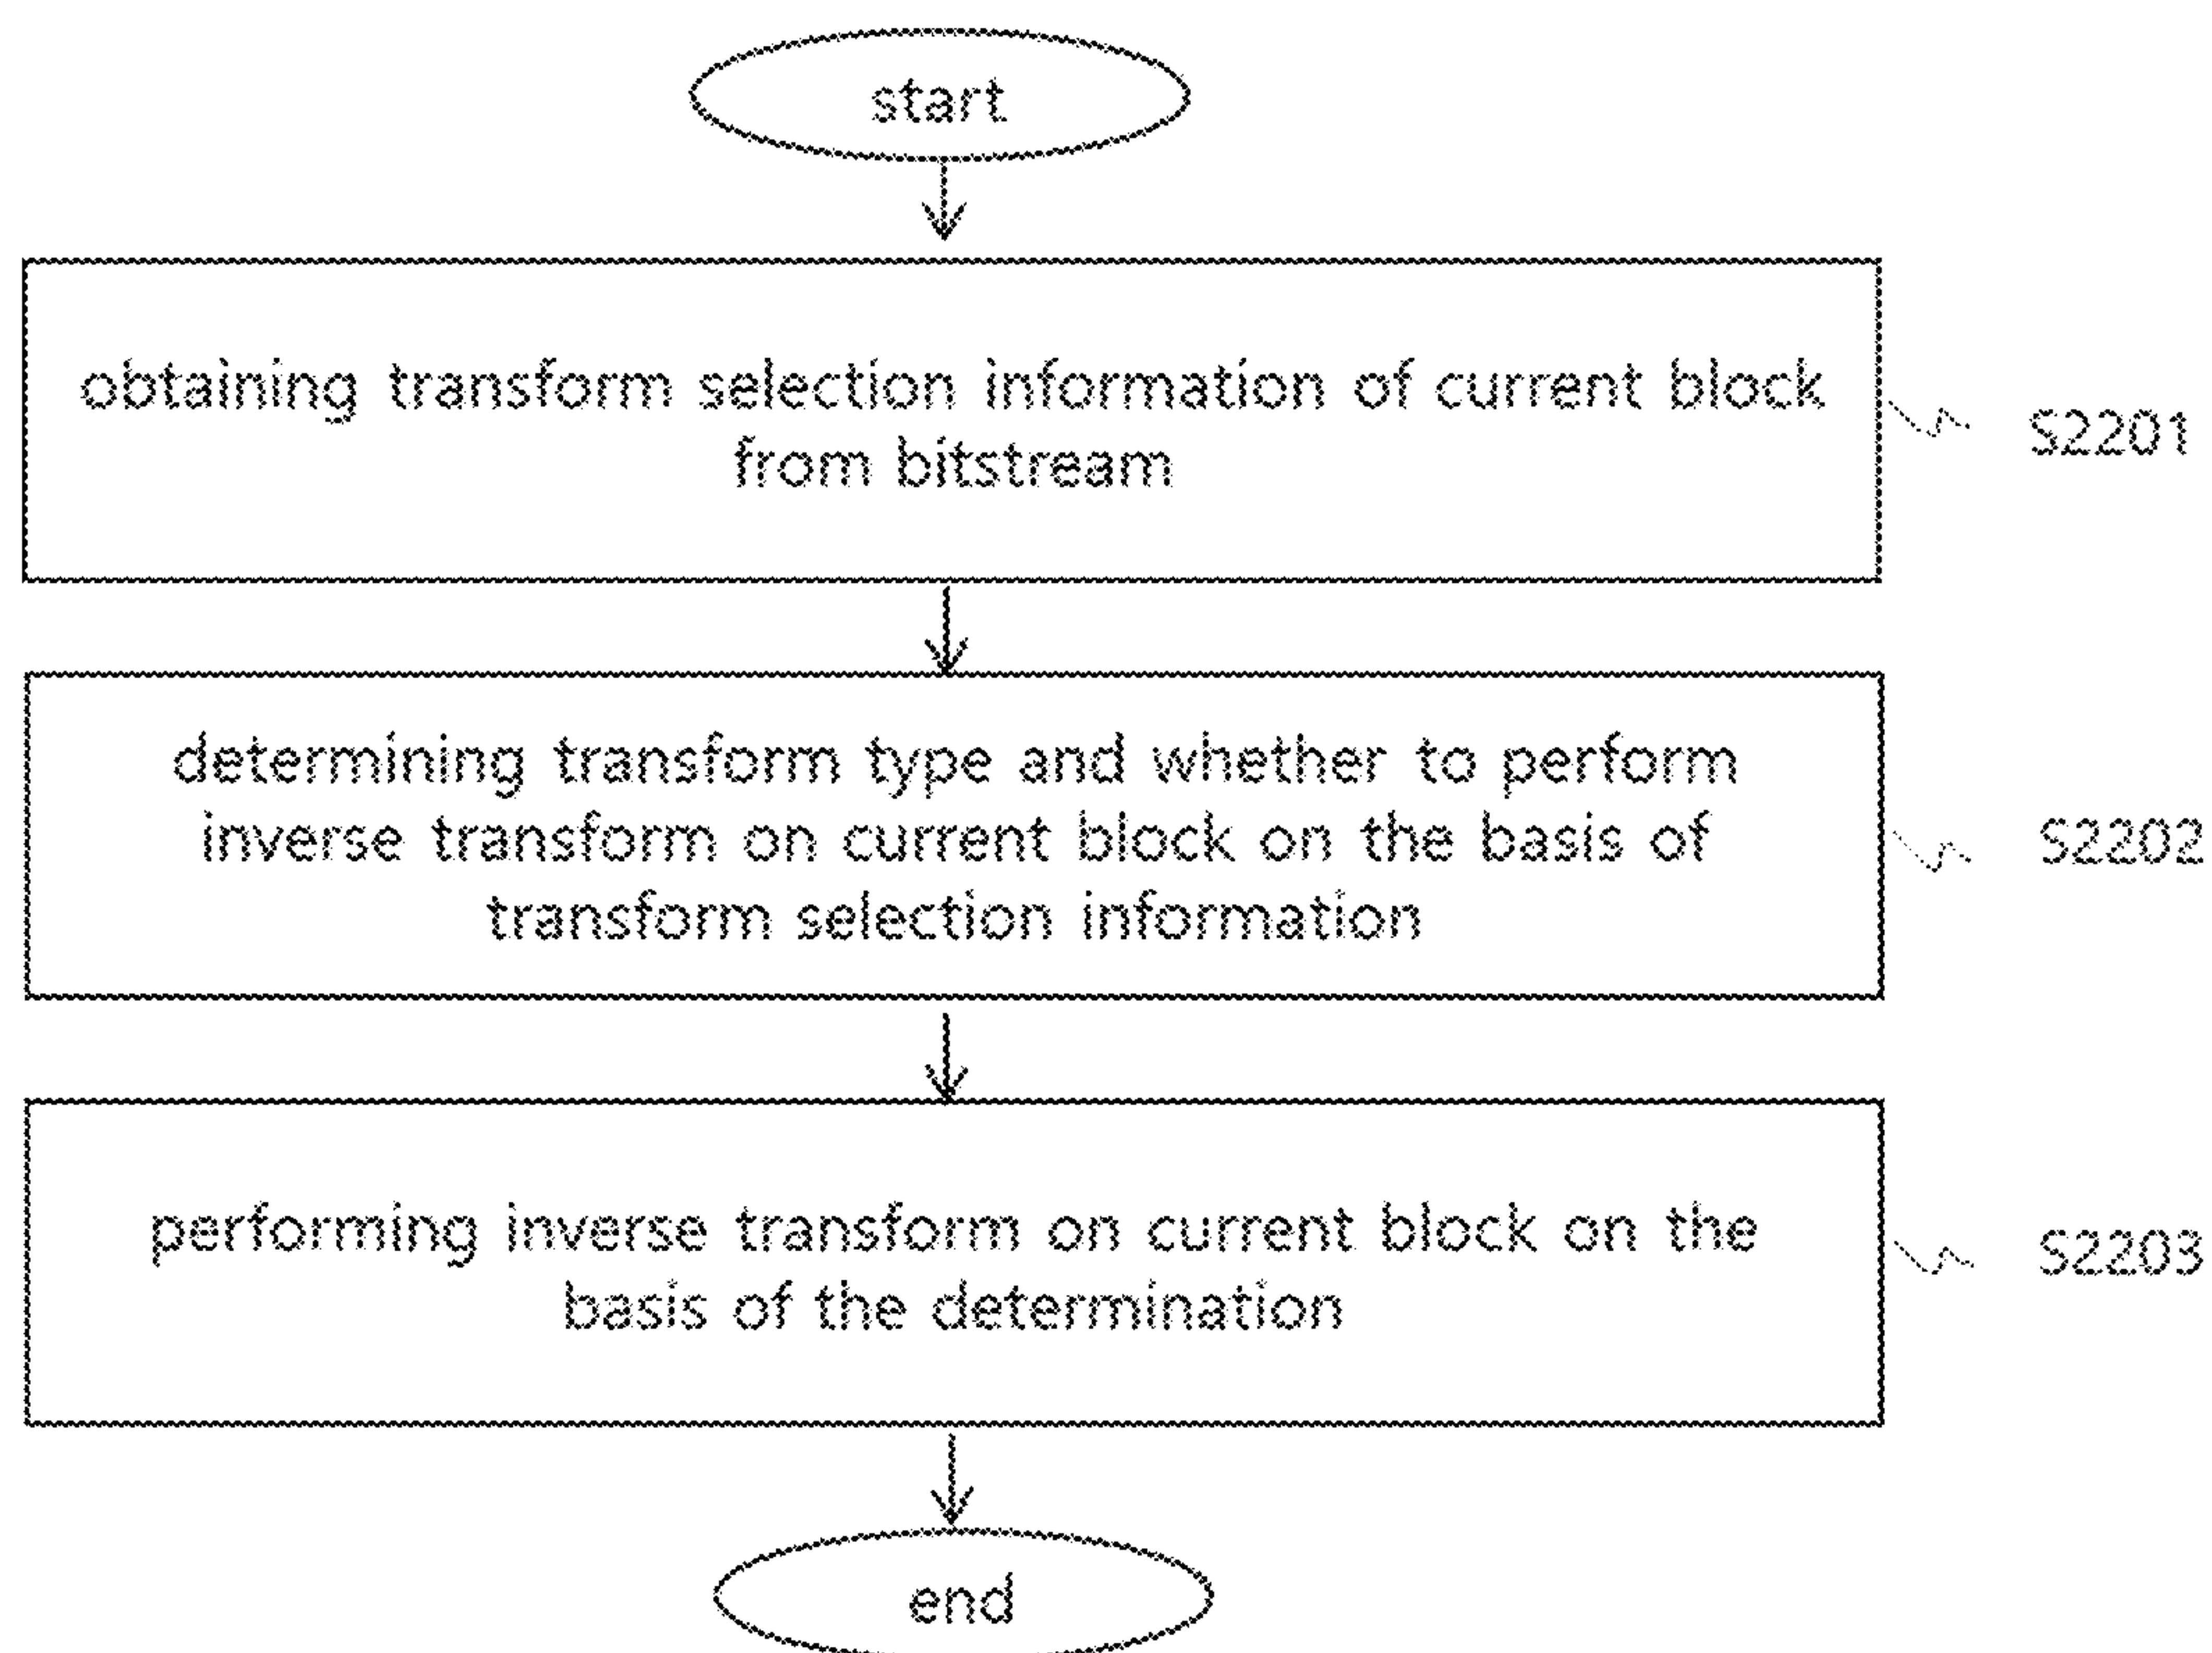 start
obtaining transform selection information of current block
from bitstream
S2201
determining transform type and whether to perform
inverse transform on current block on the basis of
transform selection information
S2202
performing inverse transform on current block on the
basis of the determination
S2203
end